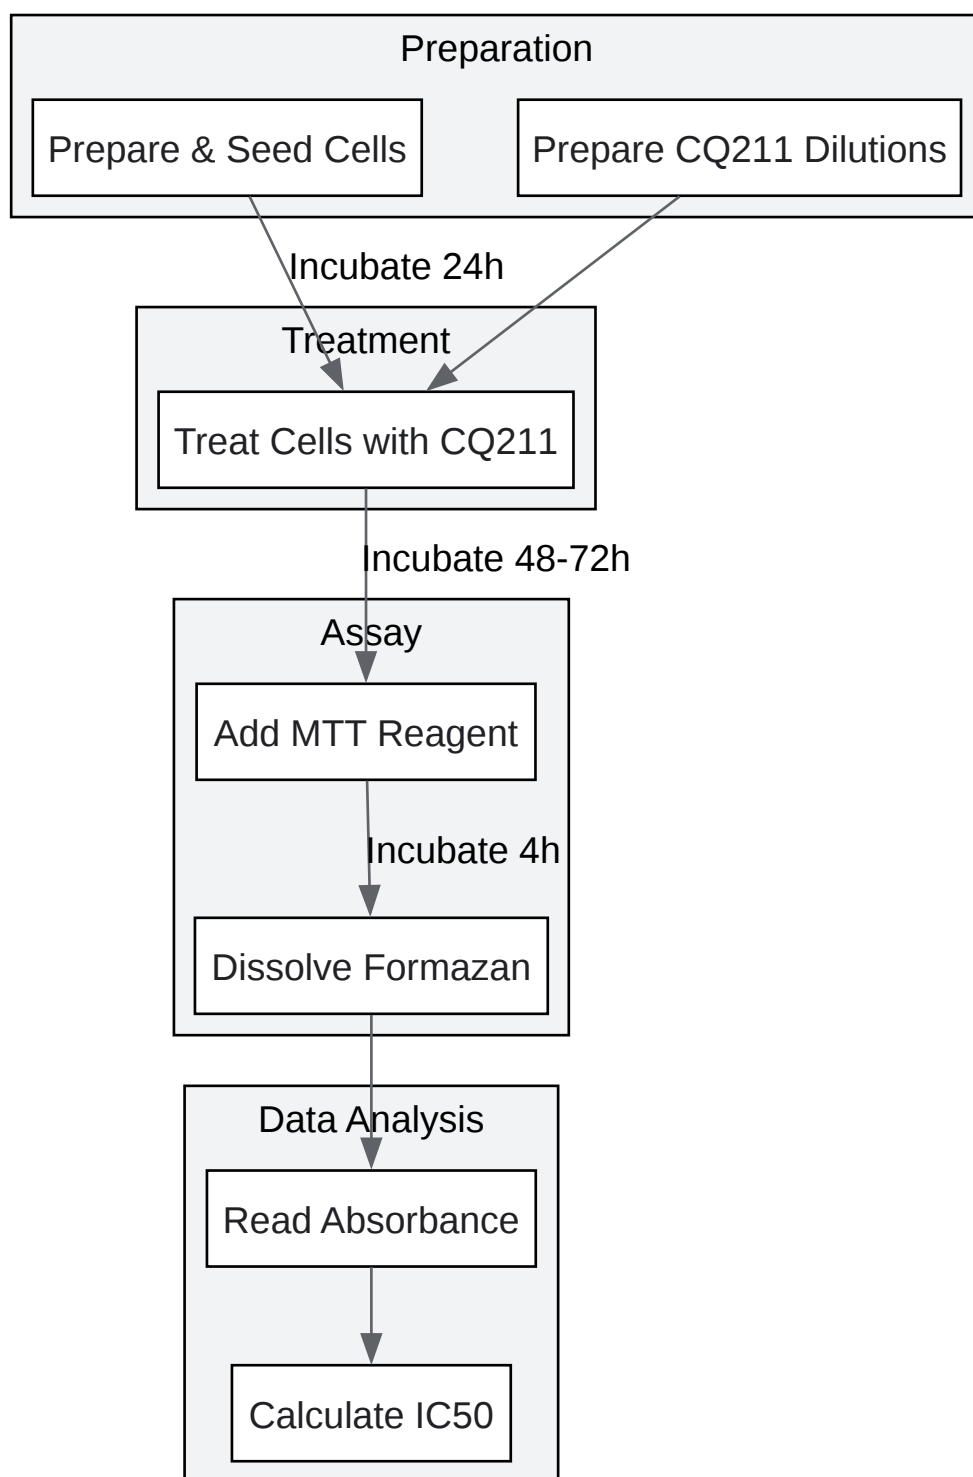 Preparation
Prepare & Seed Cells
Prepare CQ211 Dilutions
Incubate 24h
Treatment
Treat Cells with CQ211
Incubate 48-72h
Assay
Add MTT Reagent
Incubate 4h
Dissolve Formazan
Data Analysis
Read Absorbance
Calculate IC50